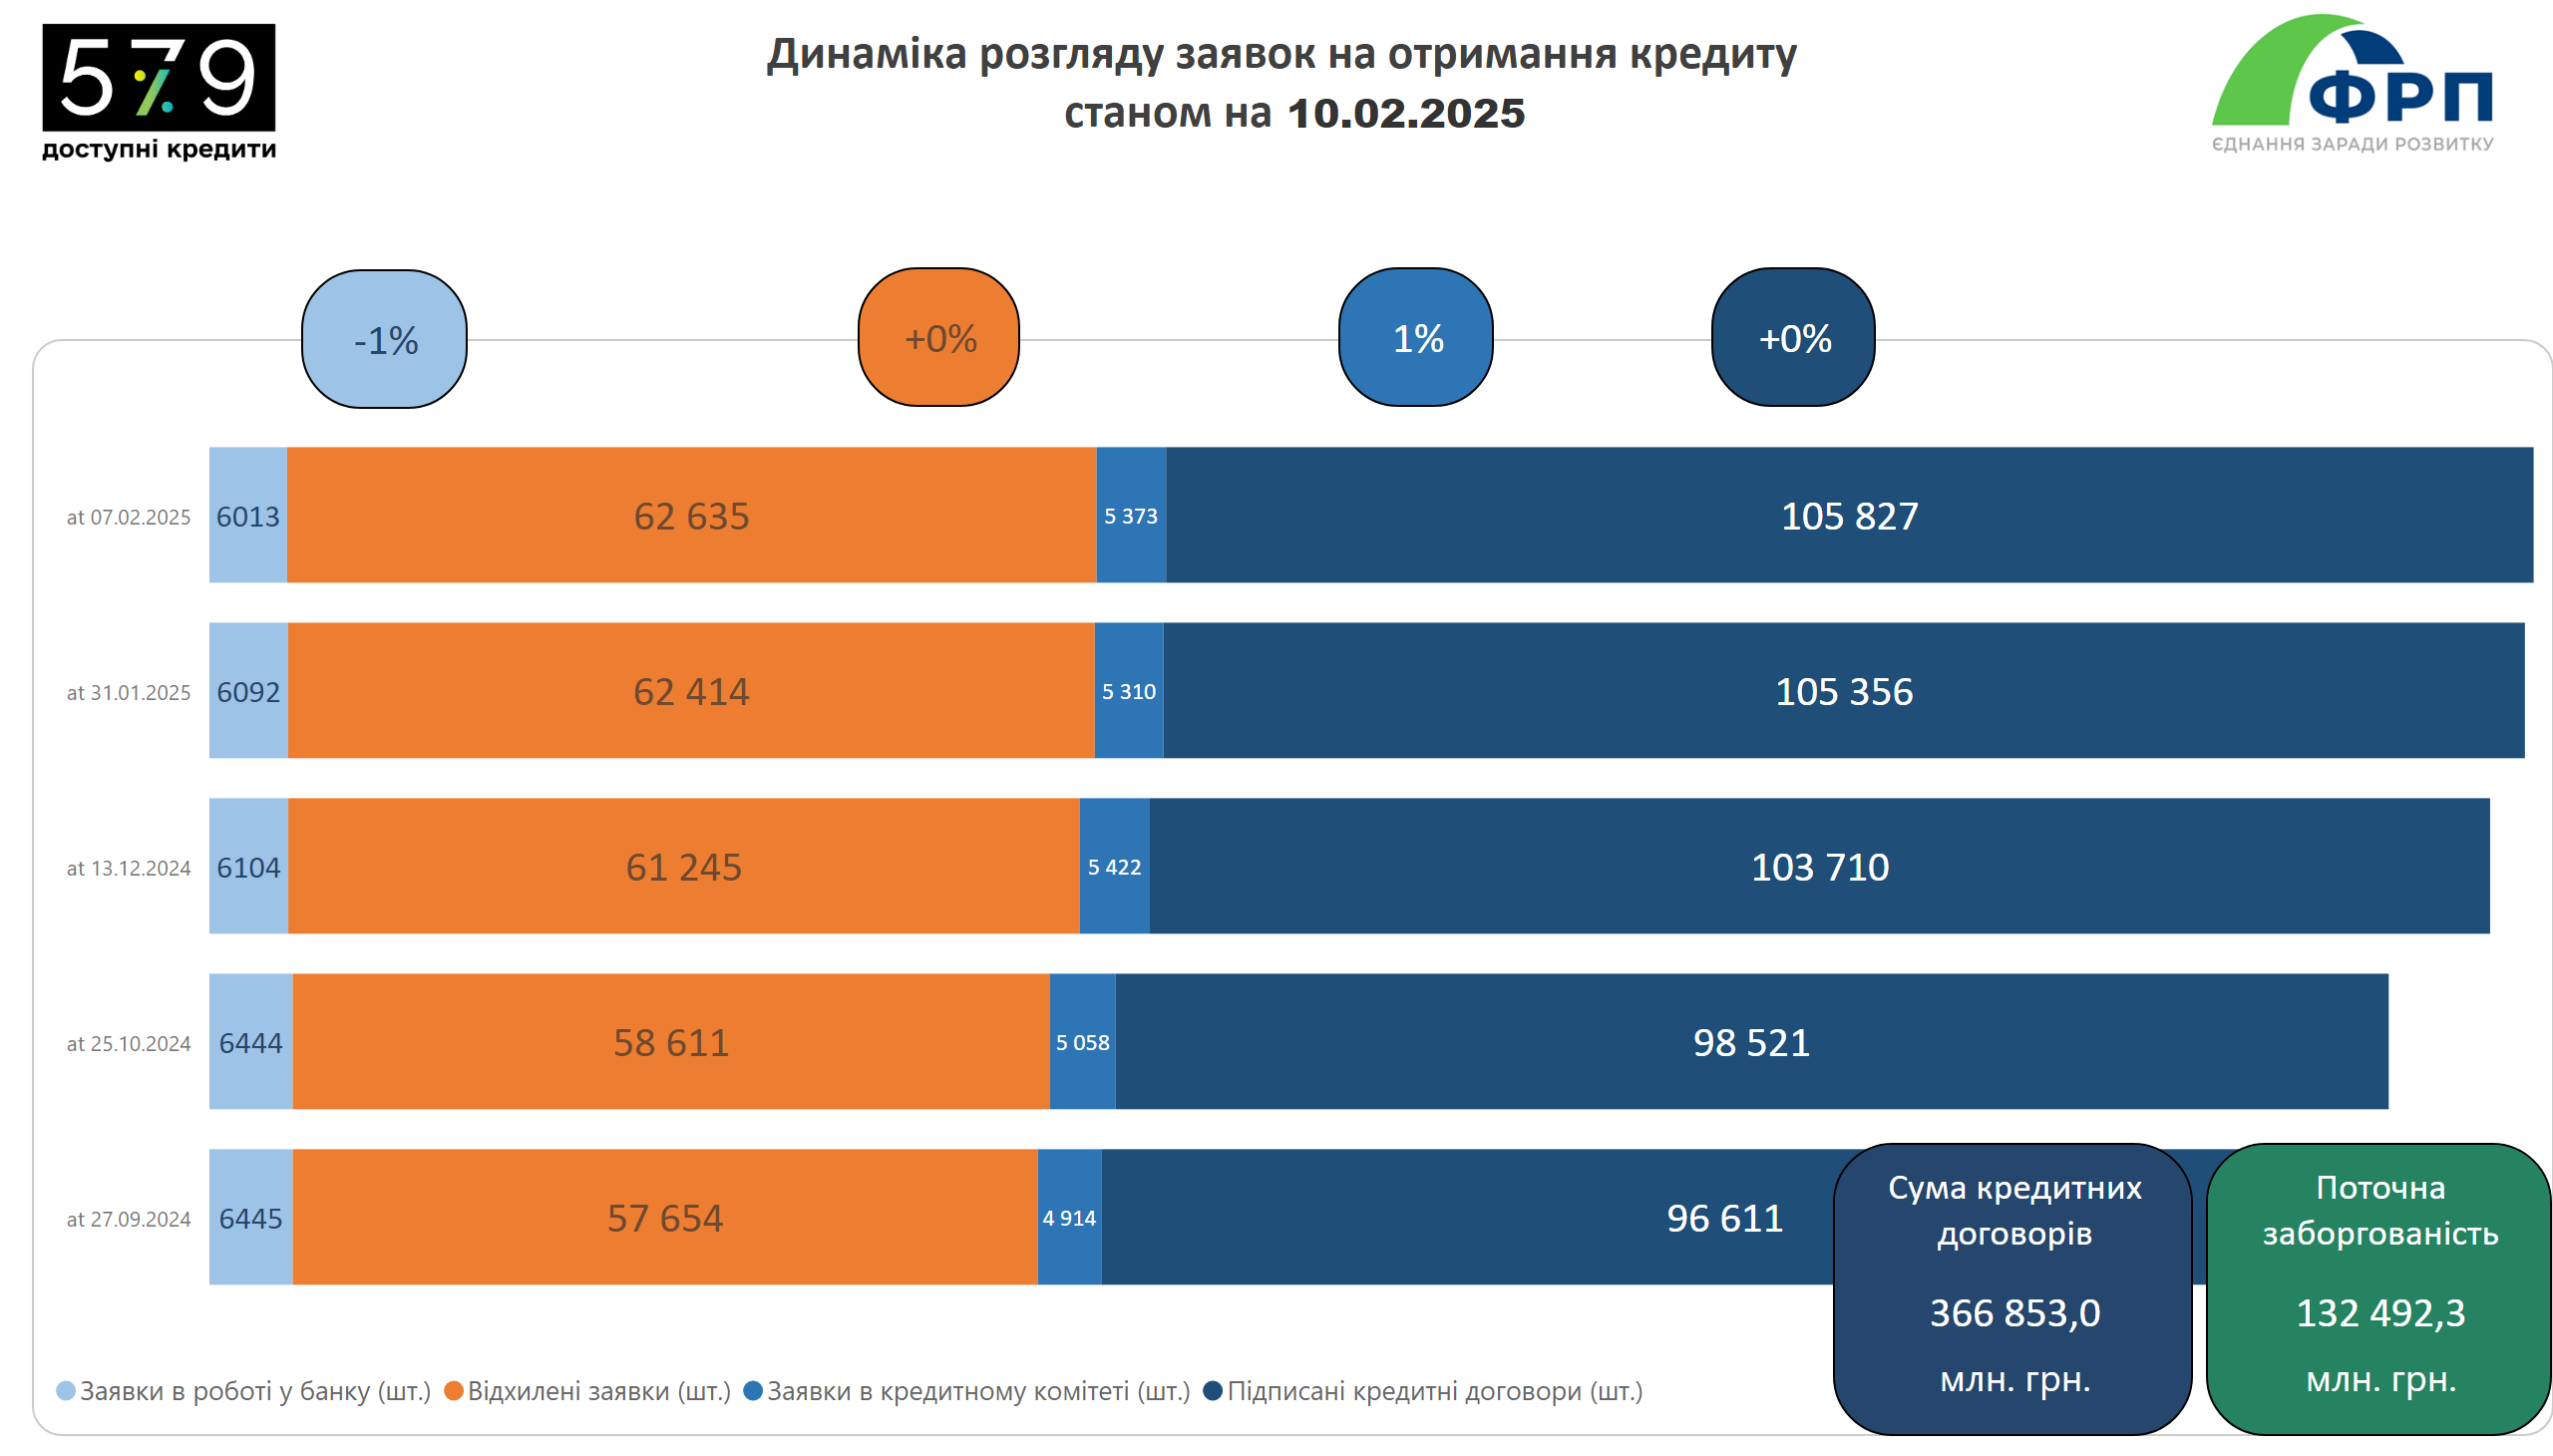 5%9
доступні кредити
Динаміка розгляду заявок на отримання кредиту
станом на 10.02.2025
ФРП
ЄДНАННЯ ЗАРАДИ РОЗВИТКУ
-1%
+0%
1%
+0%
at 07.02.2025
6013
62 635
5 373
105 827
at 31.01.2025
6092
62 414
5 310
105 356
at 13.12.2024
6104
61 245
5 422
103 710
at 25.10.2024
6444
58 611
5 058
98 521
at 27.09.2024
6445
57 654
4 914
96 611
Сума кредитних
договорів
366 853,0
млн. грн.
Поточна
заборгованість
132 492,3
млн. грн.
Заявки в роботі у банку (шт.)
Відхилені заявки (шт.)
Заявки в кредитному комітеті (шт.)
Підписані кредитні договори (шт.)